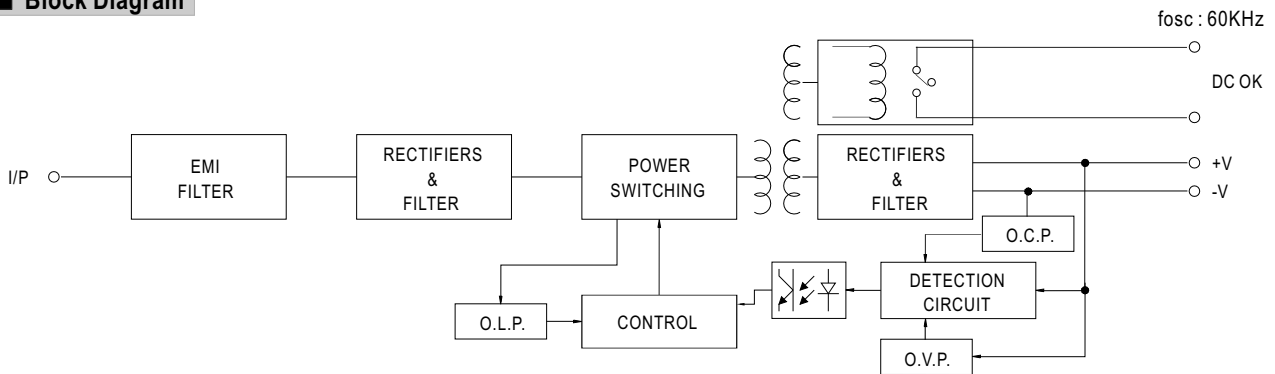 ■ Block Diagram
fosc : 60KHz
DC OK
I/P
EMI
FILTER
RECTIFIERS
&
FILTER
POWER
SWITCHING
RECTIFIERS
&
FILTER
+V
-V
O.C.P.
DETECTION
CIRCUIT
O.L.P.
CONTROL
O.V.P.